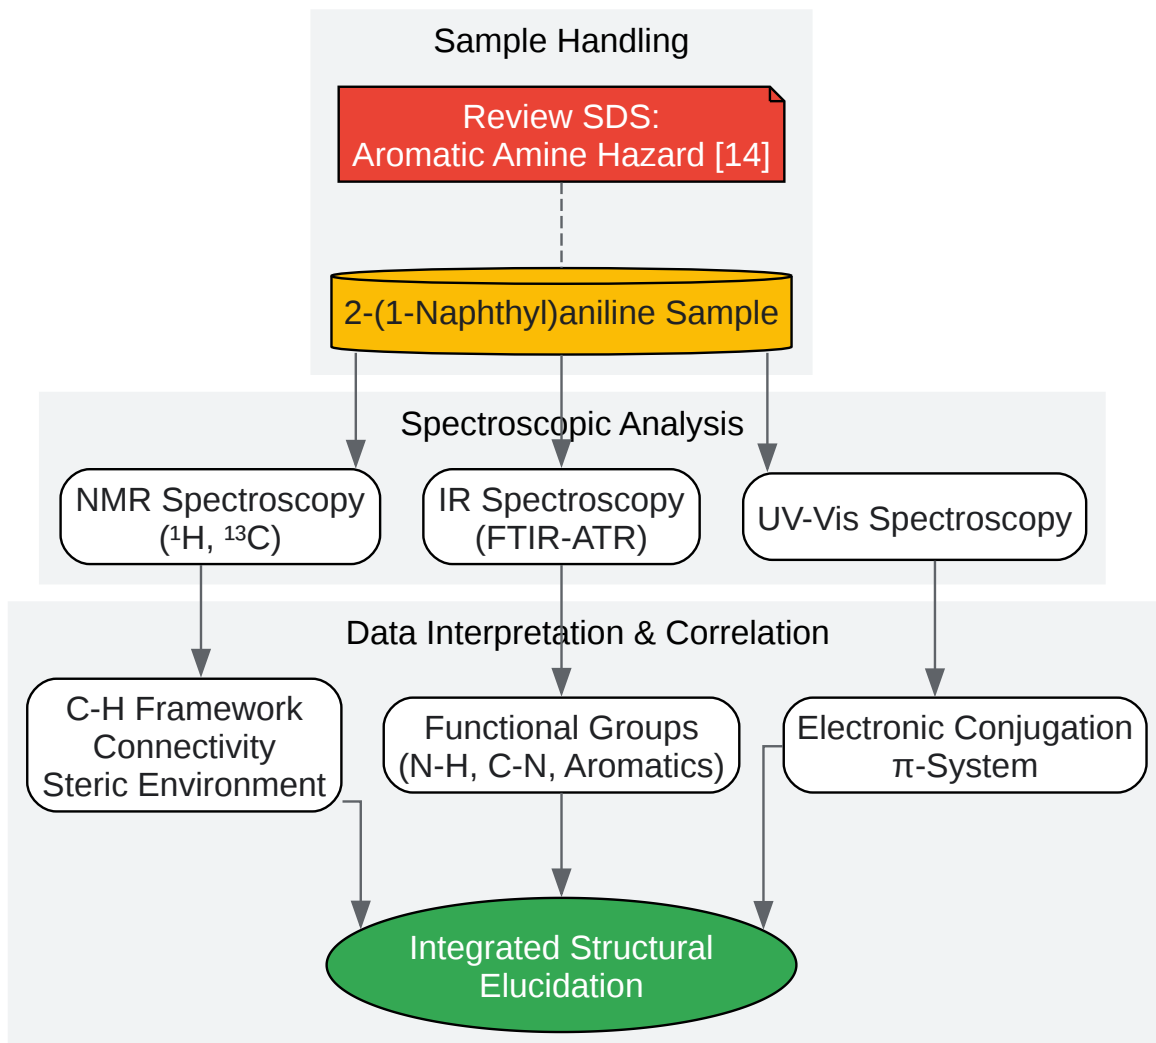 Sample Handling
Review SDS:
Aromatic Amine Hazard [14]
2-(1-Naphthyl)aniline Sample
Spectroscopic Analysis
NMR Spectroscopy
(¹H, ¹³C)
IR Spectroscopy
(FTIR-ATR)
UV-Vis Spectroscopy
Data Interpretation & Correlation
C-H Framework
Connectivity
Steric Environment
Functional Groups
(N-H, C-N, Aromatics)
Electronic Conjugation
π-System
Integrated Structural
Elucidation